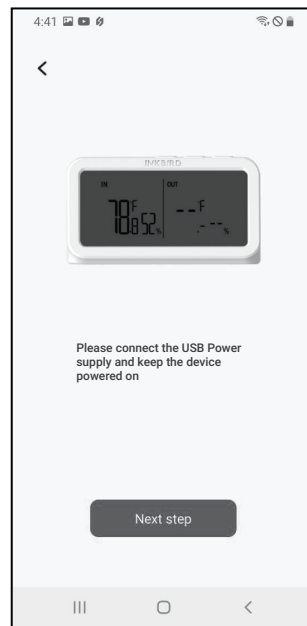 4:41
INKBIRD
IN OUT
78.8 °F 52 % -- °F -.-- %
Please connect the USB Power
supply and keep the device
powered on
Next step